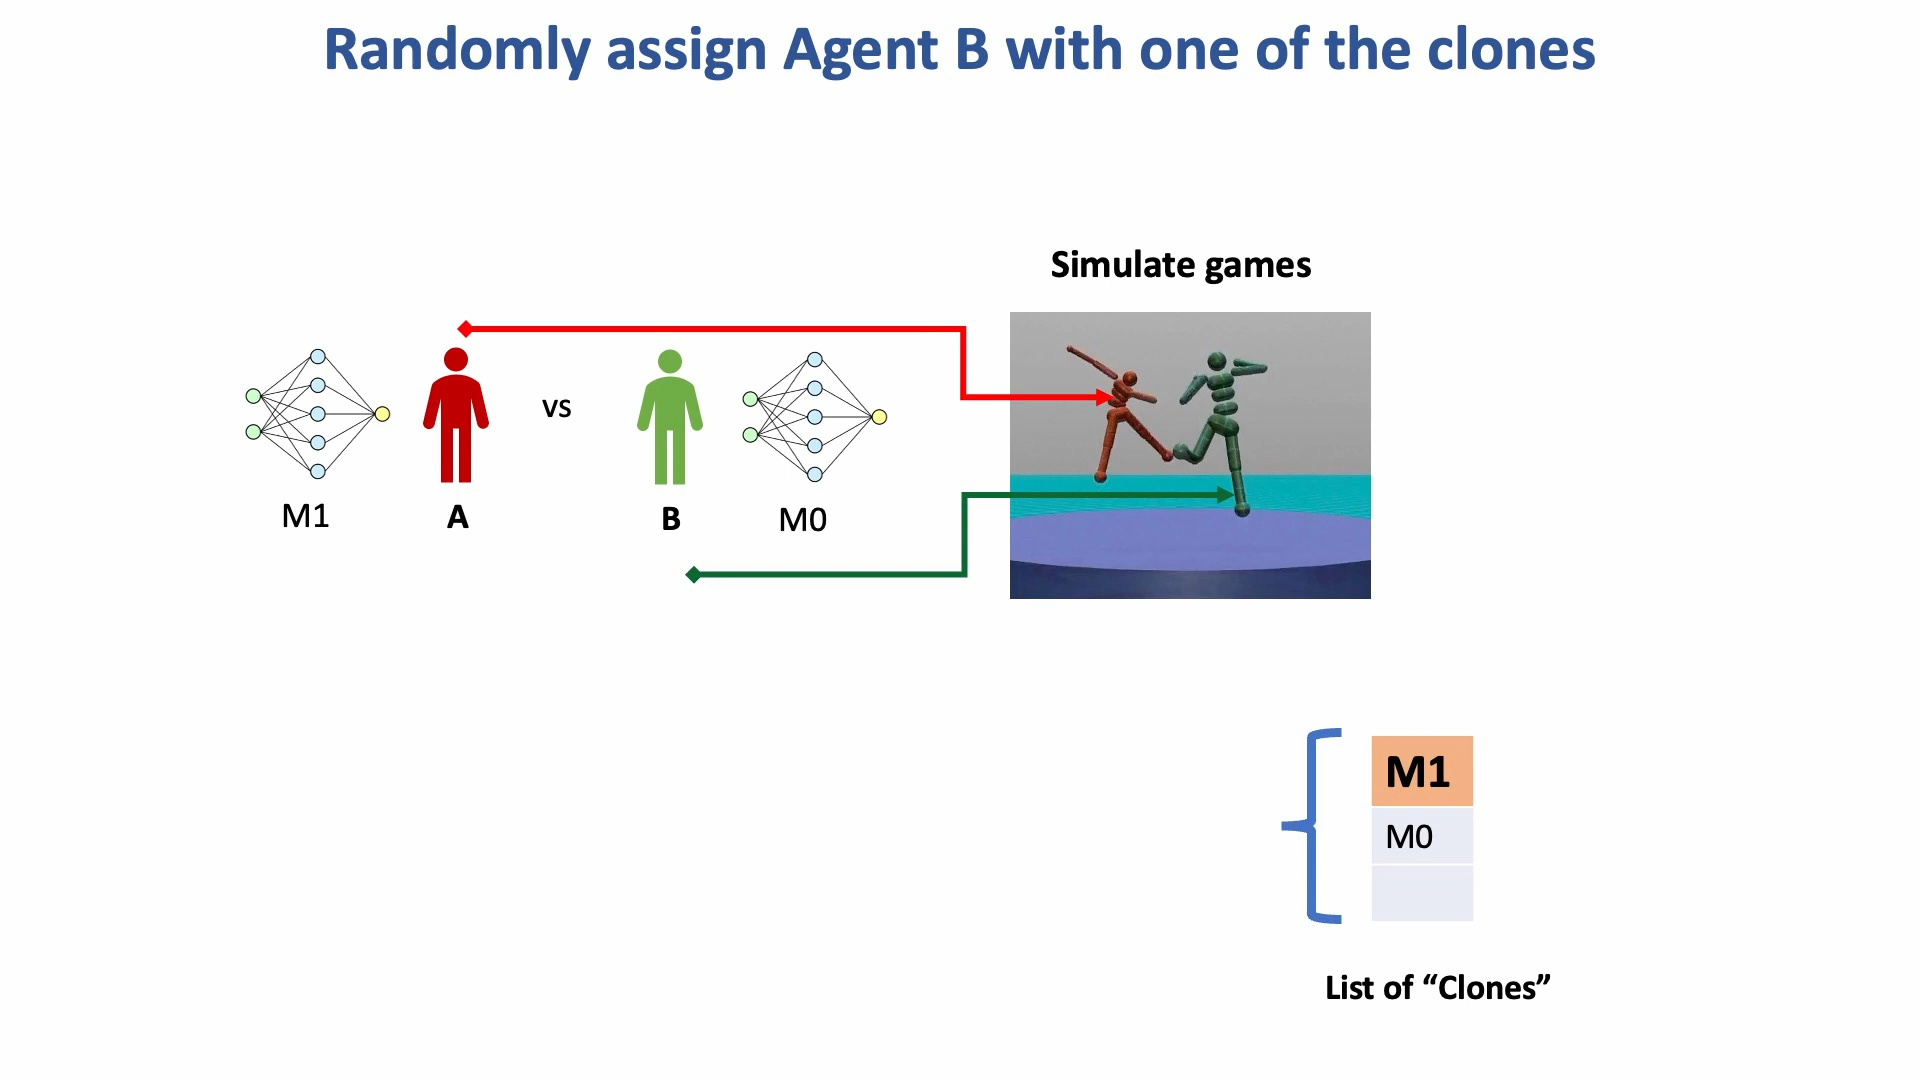 Randomly assign Agent B with one of the clones
Simulate games
vs
M1
A
B
M0
M1
M0
List of “Clones”